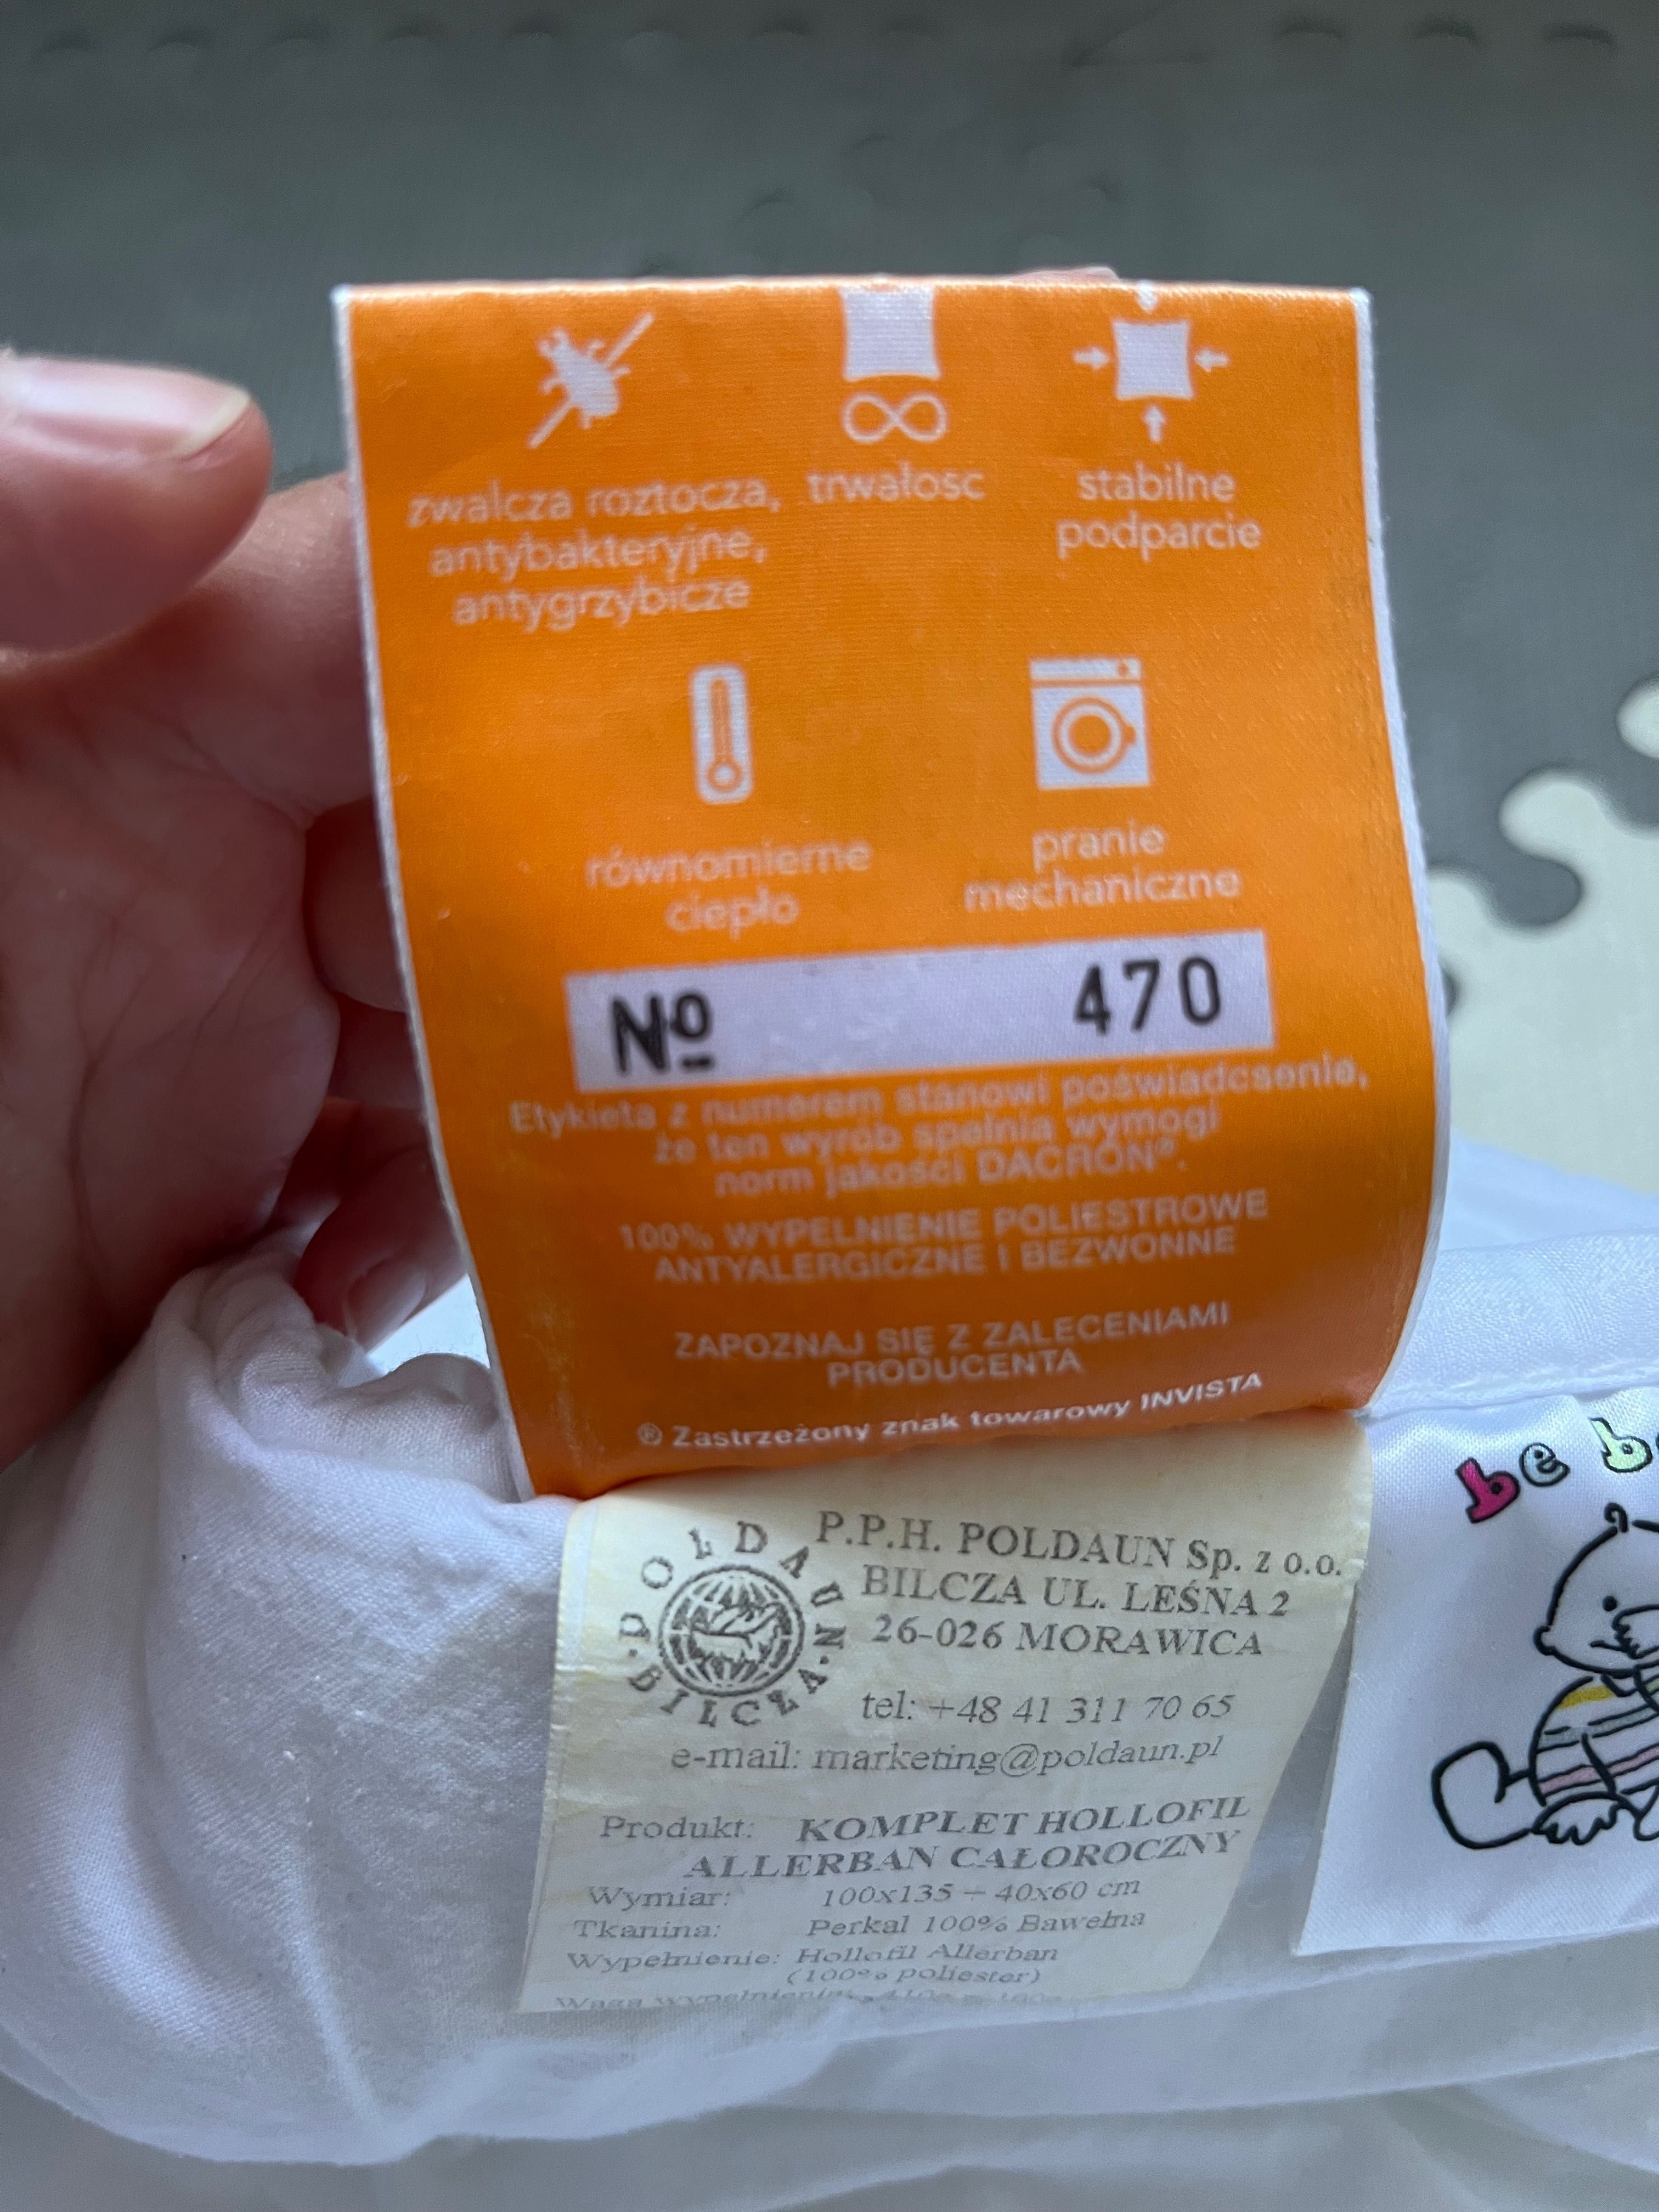 zwalcza roztocza,
antybakteryjne,
antygrzybicze
trwałosc
stabilne
podparcie
równomierne
ciepło
pranie
mechaniczne
№ 470
Etykieta z numerem stanowi poświadcsenie,
że ten wyrób spełnia wymogi
norm jakości DACRON®.
100% WYPEŁNIENIE POLIESTROWE
ANTYALERGICZNE I BEZWONNE
ZAPOZNAJ SIĘ Z ZALECENIAMI
PRODUCENTA
® Zastrzeżony znak towarowy INVISTA
POLDAUN · BILCZA ·
P.P.H. POLDAUN Sp. z o.o.
BILCZA UL. LEŚNA 2
26-026 MORAWICA
tel: +48 41 311 70 65
e-mail: marketing@poldaun.pl
Produkt: KOMPLET HOLLOFIL
ALLERBAN CAŁOROCZNY
Wymiar: 100x135 + 40x60 cm
Tkanina: Perkal 100% Bawełna
Wypełnienie: Hollofil Allerban
(100% poliester)
Waga wypełnienia:
be